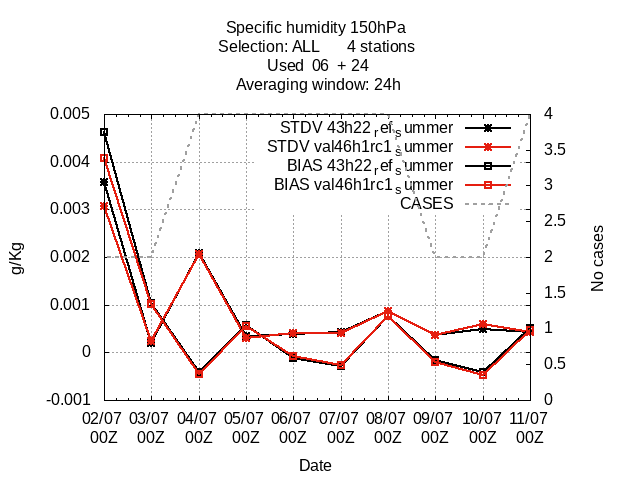 Specific humidity 150hPa
Selection: ALL 4 stations
Used 06 + 24
Averaging window: 24h
0.005
0.004
0.003
0.002
0.001
0
-0.001
g/Kg
STDV 43h22_ref_summer
STDV val46h1rc1_summer
BIAS 43h22_ref_summer
BIAS val46h1rc1_summer
CASES
4
3.5
3
2.5
2
1.5
1
0.5
0
No cases
02/07 03/07 04/07 05/07 06/07 07/07 08/07 09/07 10/07 11/07
00Z 00Z 00Z 00Z 00Z 00Z 00Z 00Z 00Z 00Z
Date